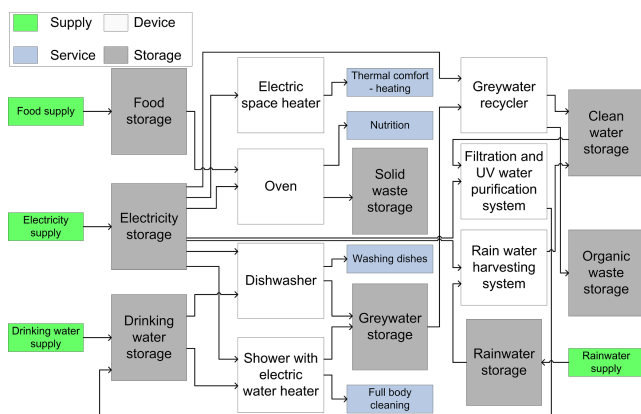 Supply
Device
Service
Storage
Food supply
Food
storage
Electric
space heater
Thermal comfort
- heating
Greywater
recycler
Clean
water
storage
Nutrition
Oven
Solid
waste
storage
Filtration and
UV water
purification
system
Electricity
supply
Electricity
storage
Dishwasher
Washing dishes
Rain water
harvesting
system
Organic
waste
storage
Drinking water
supply
Drinking
water
storage
Greywater
storage
Shower with
electric
water heater
Full body
cleaning
Rainwater
storage
Rainwater
supply